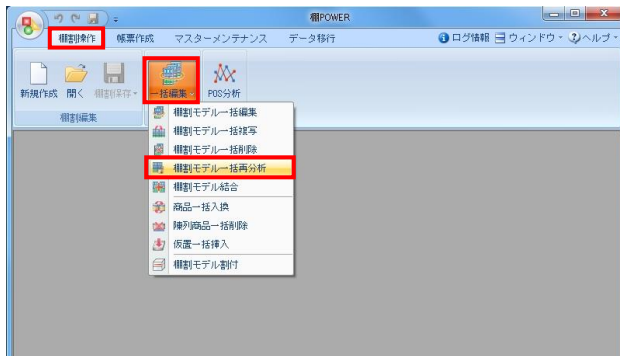 棚POWER
棚割操作 帳票作成 マスターメンテナンス データ移行 ログ情報 ウィンドウ ヘルプ
新規作成 開く 棚割保存 一括編集 POS分析
棚割編集
棚割モデル一括編集
棚割モデル一括複写
棚割モデル一括削除
棚割モデル一括再分析
棚割モデル結合
商品一括入換
陳列商品一括削除
仮置一括挿入
棚割モデル割付